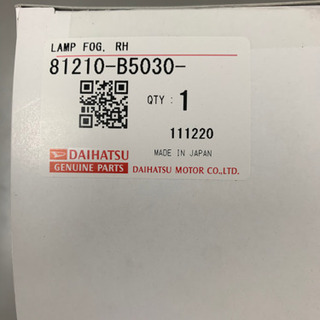 LAMP FOG, RH
81210-B5030-
QTY : 1
111220
DAIHATSU MADE IN JAPAN
GENUINE PARTS DAIHATSU MOTOR CO.,LTD.